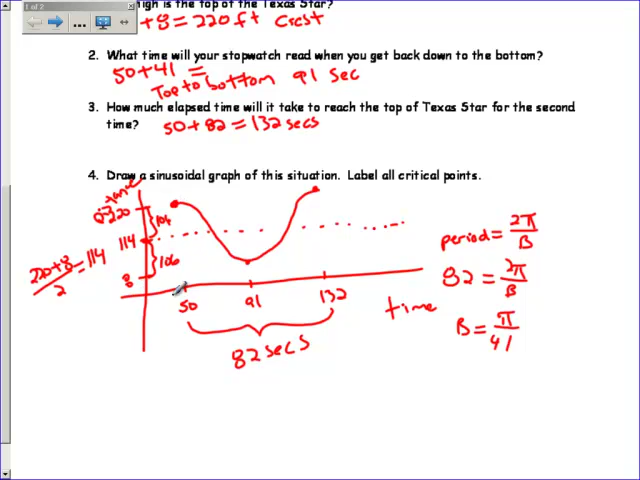 1 of 2
high is the top of the Texas Star?
+ 8 = 220 ft Crest
2. What time will your stopwatch read when you get back down to the bottom?
50 + 41 =
Top to bottom 91 sec
3. How much elapsed time will it take to reach the top of Texas Star for the second
time? 50 + 82 = 132 secs
4. Draw a sinusoidal graph of this situation. Label all critical points.
220
106
114
106
8
220+8
2
= 114
50 91 132
time
82 secs
period = 2π
B
82 = 2π
B
B = π
41